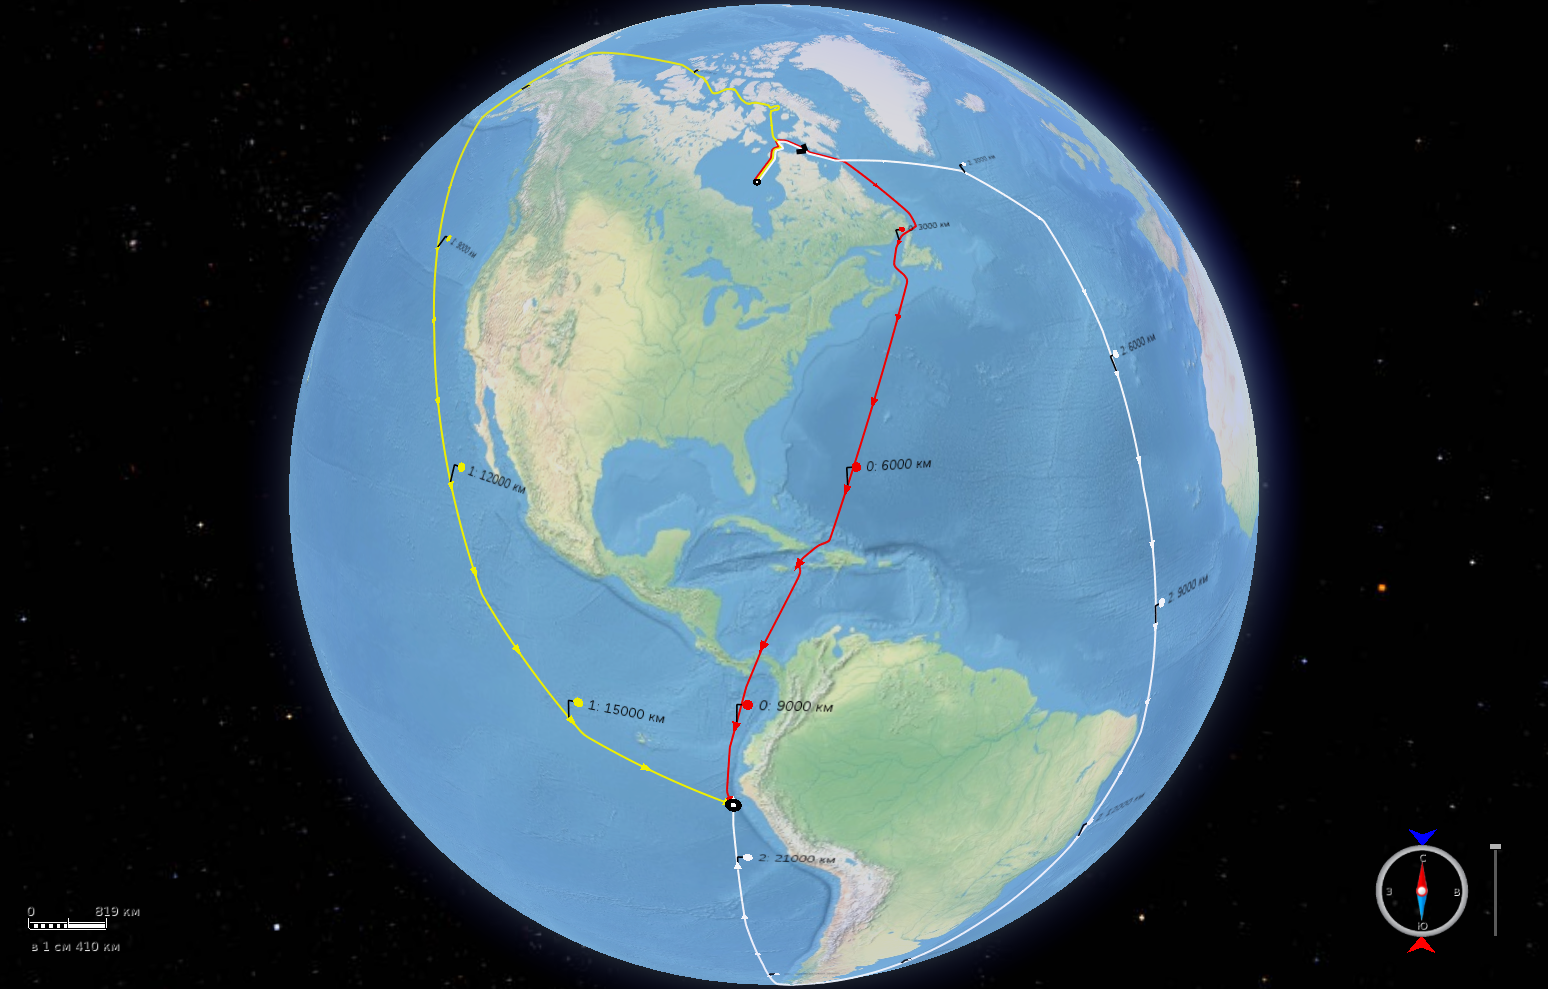 2: 3000 км
0: 3000 км
1: 9000 км
2: 6000 км
0: 6000 км
1: 12000 км
2: 9000 км
1: 15000 км
0: 9000 км
2: 12000 км
2: 21000 км
С
З
В
Ю
0 819 км
в 1 см 410 км